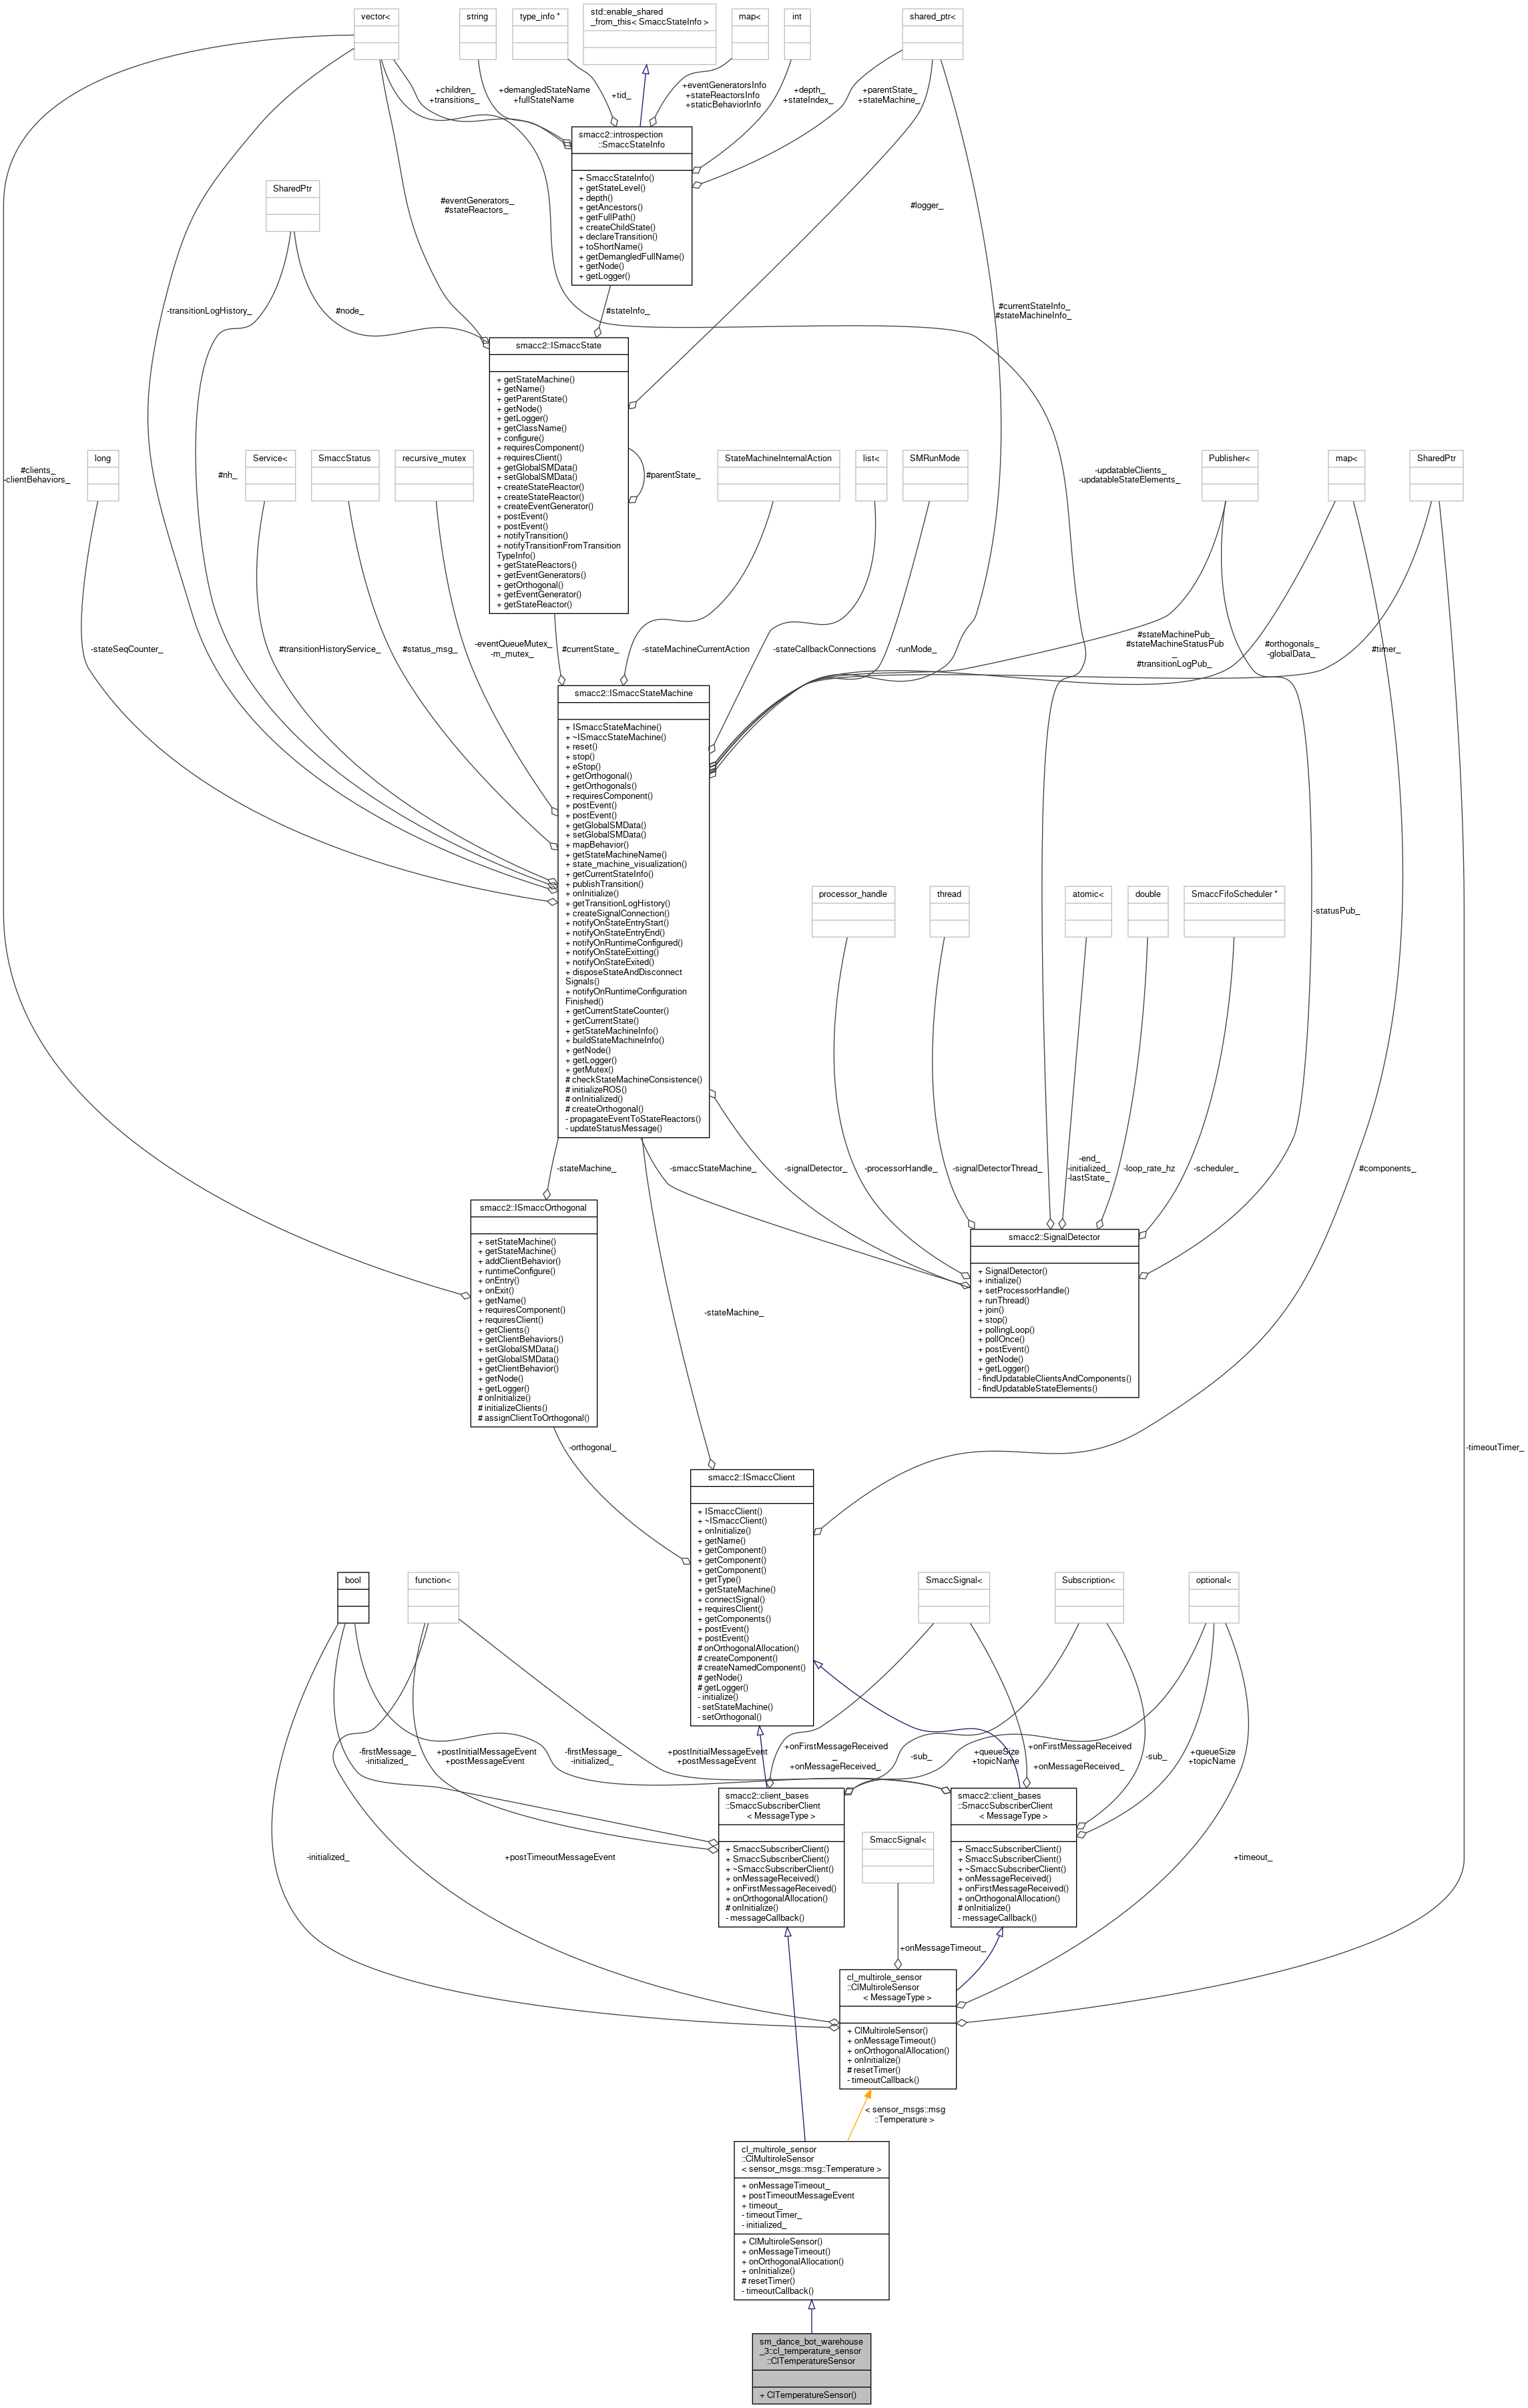 vector<
string
type_info *
std::enable_shared
_from_this< SmaccStateInfo >
map<
int
shared_ptr<
+children_
+transitions_
+demangledStateName
+fullStateName
+tid_
+eventGeneratorsInfo
+stateReactorsInfo
+staticBehaviorInfo
+depth_
+stateIndex_
+parentState_
+stateMachine_
smacc2::introspection
::SmaccStateInfo
+ SmaccStateInfo()
+ getStateLevel()
+ depth()
+ getAncestors()
+ getFullPath()
+ createChildState()
+ declareTransition()
+ toShortName()
+ getDemangledFullName()
+ getNode()
+ getLogger()
SharedPtr
#eventGenerators_
#stateReactors_
#logger_
-transitionLogHistory_
#node_
#stateInfo_
#currentStateInfo_
#stateMachineInfo_
smacc2::ISmaccState
+ getStateMachine()
+ getName()
+ getParentState()
+ getNode()
+ getLogger()
+ getClassName()
+ configure()
+ requiresComponent()
+ requiresClient()
+ getGlobalSMData()
+ setGlobalSMData()
+ createStateReactor()
+ createStateReactor()
+ createEventGenerator()
+ postEvent()
+ postEvent()
+ notifyTransition()
+ notifyTransitionFromTransition
TypeInfo()
+ getStateReactors()
+ getEventGenerators()
+ getOrthogonal()
+ getEventGenerator()
+ getStateReactor()
#parentState_
#clients_
-clientBehaviors_
long
#nh_
Service<
SmaccStatus
recursive_mutex
StateMachineInternalAction
list<
SMRunMode
-updatableClients_
-updatableStateElements_
Publisher<
map<
SharedPtr
-stateSeqCounter_
#transitionHistoryService_
#status_msg_
-eventQueueMutex_
-m_mutex_
#currentState_
-stateMachineCurrentAction
-stateCallbackConnections
-runMode_
#stateMachinePub_
#stateMachineStatusPub
_
#transitionLogPub_
#orthogonals_
-globalData_
#timer_
smacc2::ISmaccStateMachine
+ ISmaccStateMachine()
+ ~ISmaccStateMachine()
+ reset()
+ stop()
+ eStop()
+ getOrthogonal()
+ getOrthogonals()
+ requiresComponent()
+ postEvent()
+ postEvent()
+ getGlobalSMData()
+ setGlobalSMData()
+ mapBehavior()
+ getStateMachineName()
+ state_machine_visualization()
+ getCurrentStateInfo()
+ publishTransition()
+ onInitialize()
+ getTransitionLogHistory()
+ createSignalConnection()
+ notifyOnStateEntryStart()
+ notifyOnStateEntryEnd()
+ notifyOnRuntimeConfigured()
+ notifyOnStateExitting()
+ notifyOnStateExited()
+ disposeStateAndDisconnect
Signals()
+ notifyOnRuntimeConfiguration
Finished()
+ getCurrentStateCounter()
+ getCurrentState()
+ getStateMachineInfo()
+ buildStateMachineInfo()
+ getNode()
+ getLogger()
+ getMutex()
# checkStateMachineConsistence()
# initializeROS()
# onInitialized()
# createOrthogonal()
- propagateEventToStateReactors()
- updateStatusMessage()
processor_handle
thread
atomic<
double
SmaccFifoScheduler *
-statusPub_
-stateMachine_
-smaccStateMachine_
-signalDetector_
-processorHandle_
-signalDetectorThread_
-end_
-initialized_
-lastState_
-loop_rate_hz
-scheduler_
#components_
smacc2::ISmaccOrthogonal
+ setStateMachine()
+ getStateMachine()
+ addClientBehavior()
+ runtimeConfigure()
+ onEntry()
+ onExit()
+ getName()
+ requiresComponent()
+ requiresClient()
+ getClients()
+ getClientBehaviors()
+ setGlobalSMData()
+ getGlobalSMData()
+ getClientBehavior()
+ getNode()
+ getLogger()
# onInitialize()
# initializeClients()
# assignClientToOrthogonal()
smacc2::SignalDetector
+ SignalDetector()
+ initialize()
+ setProcessorHandle()
+ runThread()
+ join()
+ stop()
+ pollingLoop()
+ pollOnce()
+ postEvent()
+ getNode()
+ getLogger()
- findUpdatableClientsAndComponents()
- findUpdatableStateElements()
-stateMachine_
-orthogonal_
-timeoutTimer_
smacc2::ISmaccClient
+ ISmaccClient()
+ ~ISmaccClient()
+ onInitialize()
+ getName()
+ getComponent()
+ getComponent()
+ getComponent()
+ getType()
+ getStateMachine()
+ connectSignal()
+ requiresClient()
+ getComponents()
+ postEvent()
+ postEvent()
# onOrthogonalAllocation()
# createComponent()
# createNamedComponent()
# getNode()
# getLogger()
- initialize()
- setStateMachine()
- setOrthogonal()
bool
function<
SmaccSignal<
Subscription<
optional<
-firstMessage_
-initialized_
+postInitialMessageEvent
+postMessageEvent
-firstMessage_
-initialized_
+postInitialMessageEvent
+postMessageEvent
+onFirstMessageReceived
_
+onMessageReceived_
-sub_
+queueSize
+topicName
+onFirstMessageReceived
_
+onMessageReceived_
-sub_
+queueSize
+topicName
smacc2::client_bases
::SmaccSubscriberClient
< MessageType >
+ SmaccSubscriberClient()
+ SmaccSubscriberClient()
+ ~SmaccSubscriberClient()
+ onMessageReceived()
+ onFirstMessageReceived()
+ onOrthogonalAllocation()
# onInitialize()
- messageCallback()
smacc2::client_bases
::SmaccSubscriberClient
< MessageType >
+ SmaccSubscriberClient()
+ SmaccSubscriberClient()
+ ~SmaccSubscriberClient()
+ onMessageReceived()
+ onFirstMessageReceived()
+ onOrthogonalAllocation()
# onInitialize()
- messageCallback()
SmaccSignal<
-initialized_
+postTimeoutMessageEvent
+timeout_
+onMessageTimeout_
cl_multirole_sensor
::ClMultiroleSensor
< MessageType >
+ ClMultiroleSensor()
+ onMessageTimeout()
+ onOrthogonalAllocation()
+ onInitialize()
# resetTimer()
- timeoutCallback()
< sensor_msgs::msg
::Temperature >
cl_multirole_sensor
::ClMultiroleSensor
< sensor_msgs::msg::Temperature >
+ onMessageTimeout_
+ postTimeoutMessageEvent
+ timeout_
- timeoutTimer_
- initialized_
+ ClMultiroleSensor()
+ onMessageTimeout()
+ onOrthogonalAllocation()
+ onInitialize()
# resetTimer()
- timeoutCallback()
sm_dance_bot_warehouse
_3::cl_temperature_sensor
::ClTemperatureSensor
+ ClTemperatureSensor()